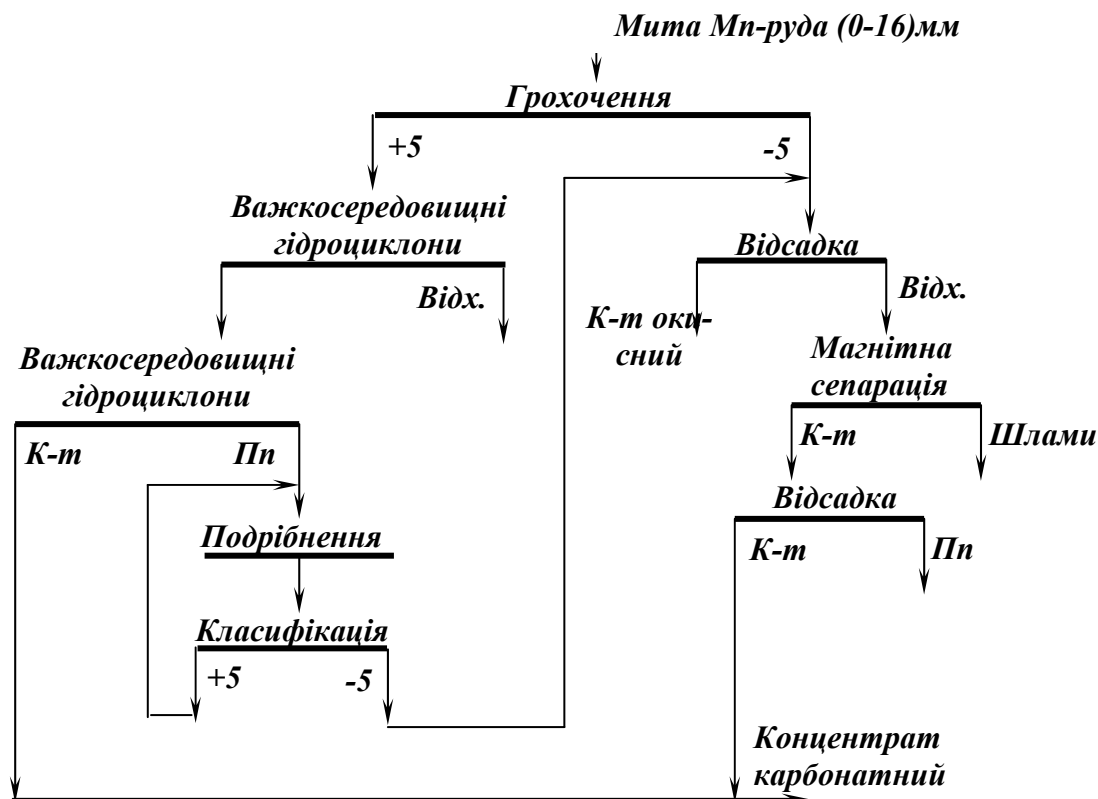 Мита Мп-руда (0-16)мм
Грохочення
+5
-5
Важкосередовищні
гідроциклони
Відсадка
Відх.
Відх.
К-т оки-
сний
Магнітна
сепарація
Важкосередовищні
гідроциклони
К-т
Пп
К-т
Шлами
Відсадка
К-т
Пп
Подрібнення
Класифікація
+5
-5
Концентрат
карбонатний